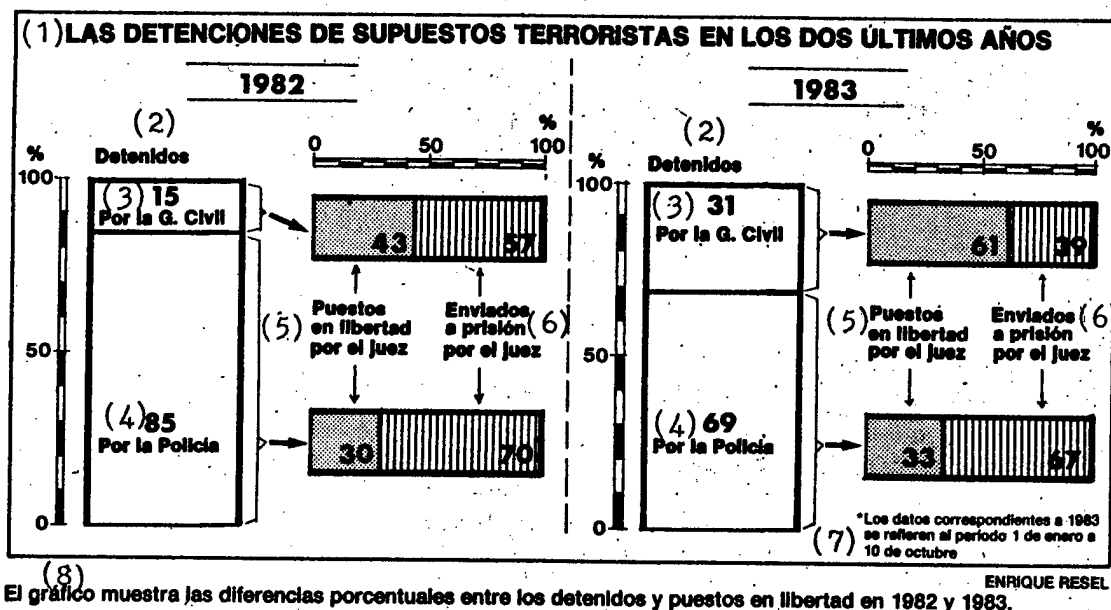 (1) LAS DETENCIONES DE SUPUESTOS TERRORISTAS EN LOS DOS ÚLTIMOS AÑOS
1982
(2)
%
Detenidos
%
0 50 100
100
(3) 15
Por la G. Civil
43 57
(5) Puestos
en libertad
por el juez
Enviados (6)
a prisión
por el juez
50
(4) 85
Por la Policía
30 70
0
1983
(2)
%
Detenidos
%
0 50 100
100
(3) 31
Por la G. Civil
61 39
(5) Puestos
en libertad
por el juez
Enviados (6)
a prisión
por el juez
50
(4) 69
Por la Policía
33 67
0
(7) *Los datos correspondientes a 1983
se refieren al período 1 de enero a
10 de octubre
ENRIQUE RESEL
(8)
El gráfico muestra las diferencias porcentuales entre los detenidos y puestos en libertad en 1982 y 1983.